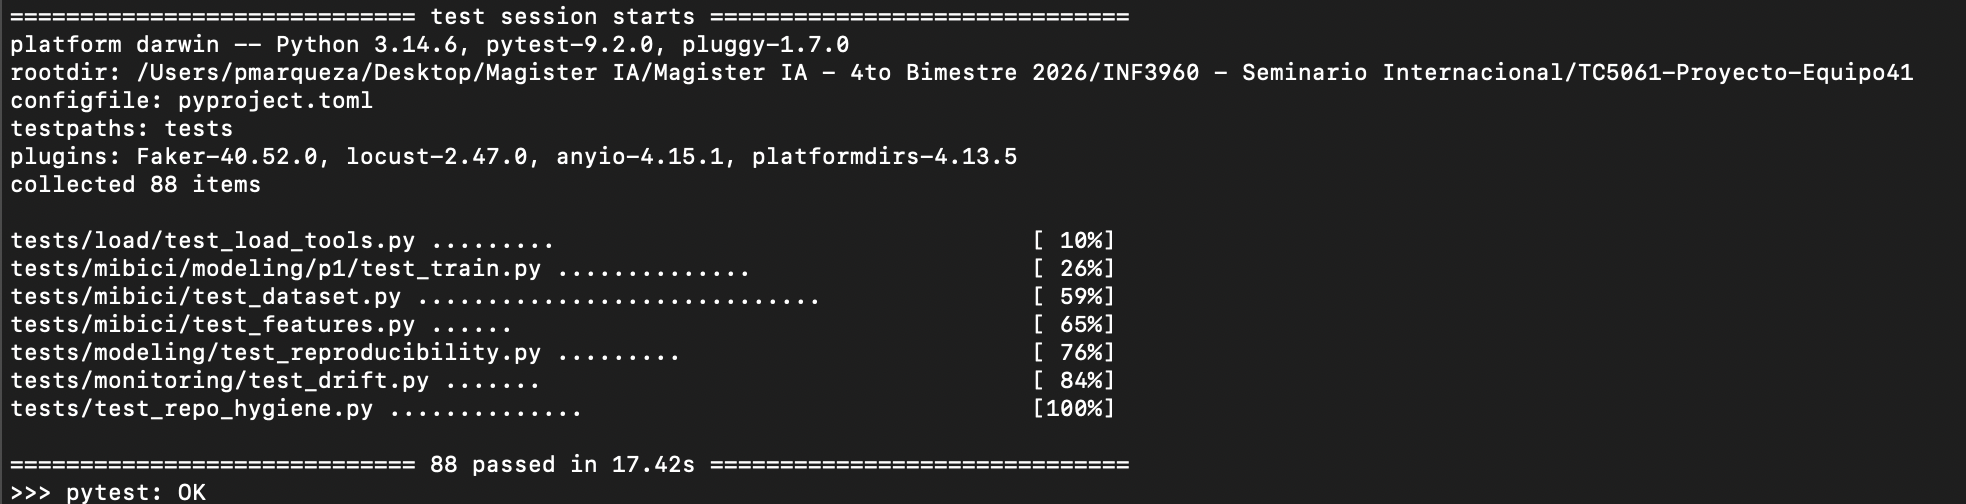 ============================= test session starts ==============================
platform darwin -- Python 3.14.6, pytest-9.2.0, pluggy-1.7.0
rootdir: /Users/pmarqueza/Desktop/Magister IA/Magister IA - 4to Bimestre 2026/INF3960 - Seminario Internacional/TC5061-Proyecto-Equipo41
configfile: pyproject.toml
testpaths: tests
plugins: Faker-40.52.0, locust-2.47.0, anyio-4.15.1, platformdirs-4.13.5
collected 88 items

tests/load/test_load_tools.py ......... [ 10%]
tests/mibici/modeling/p1/test_train.py .............. [ 26%]
tests/mibici/test_dataset.py ............................. [ 59%]
tests/mibici/test_features.py ...... [ 65%]
tests/modeling/test_reproducibility.py ......... [ 76%]
tests/monitoring/test_drift.py ....... [ 84%]
tests/test_repo_hygiene.py .............. [100%]

============================= 88 passed in 17.42s ==============================
>>> pytest: OK